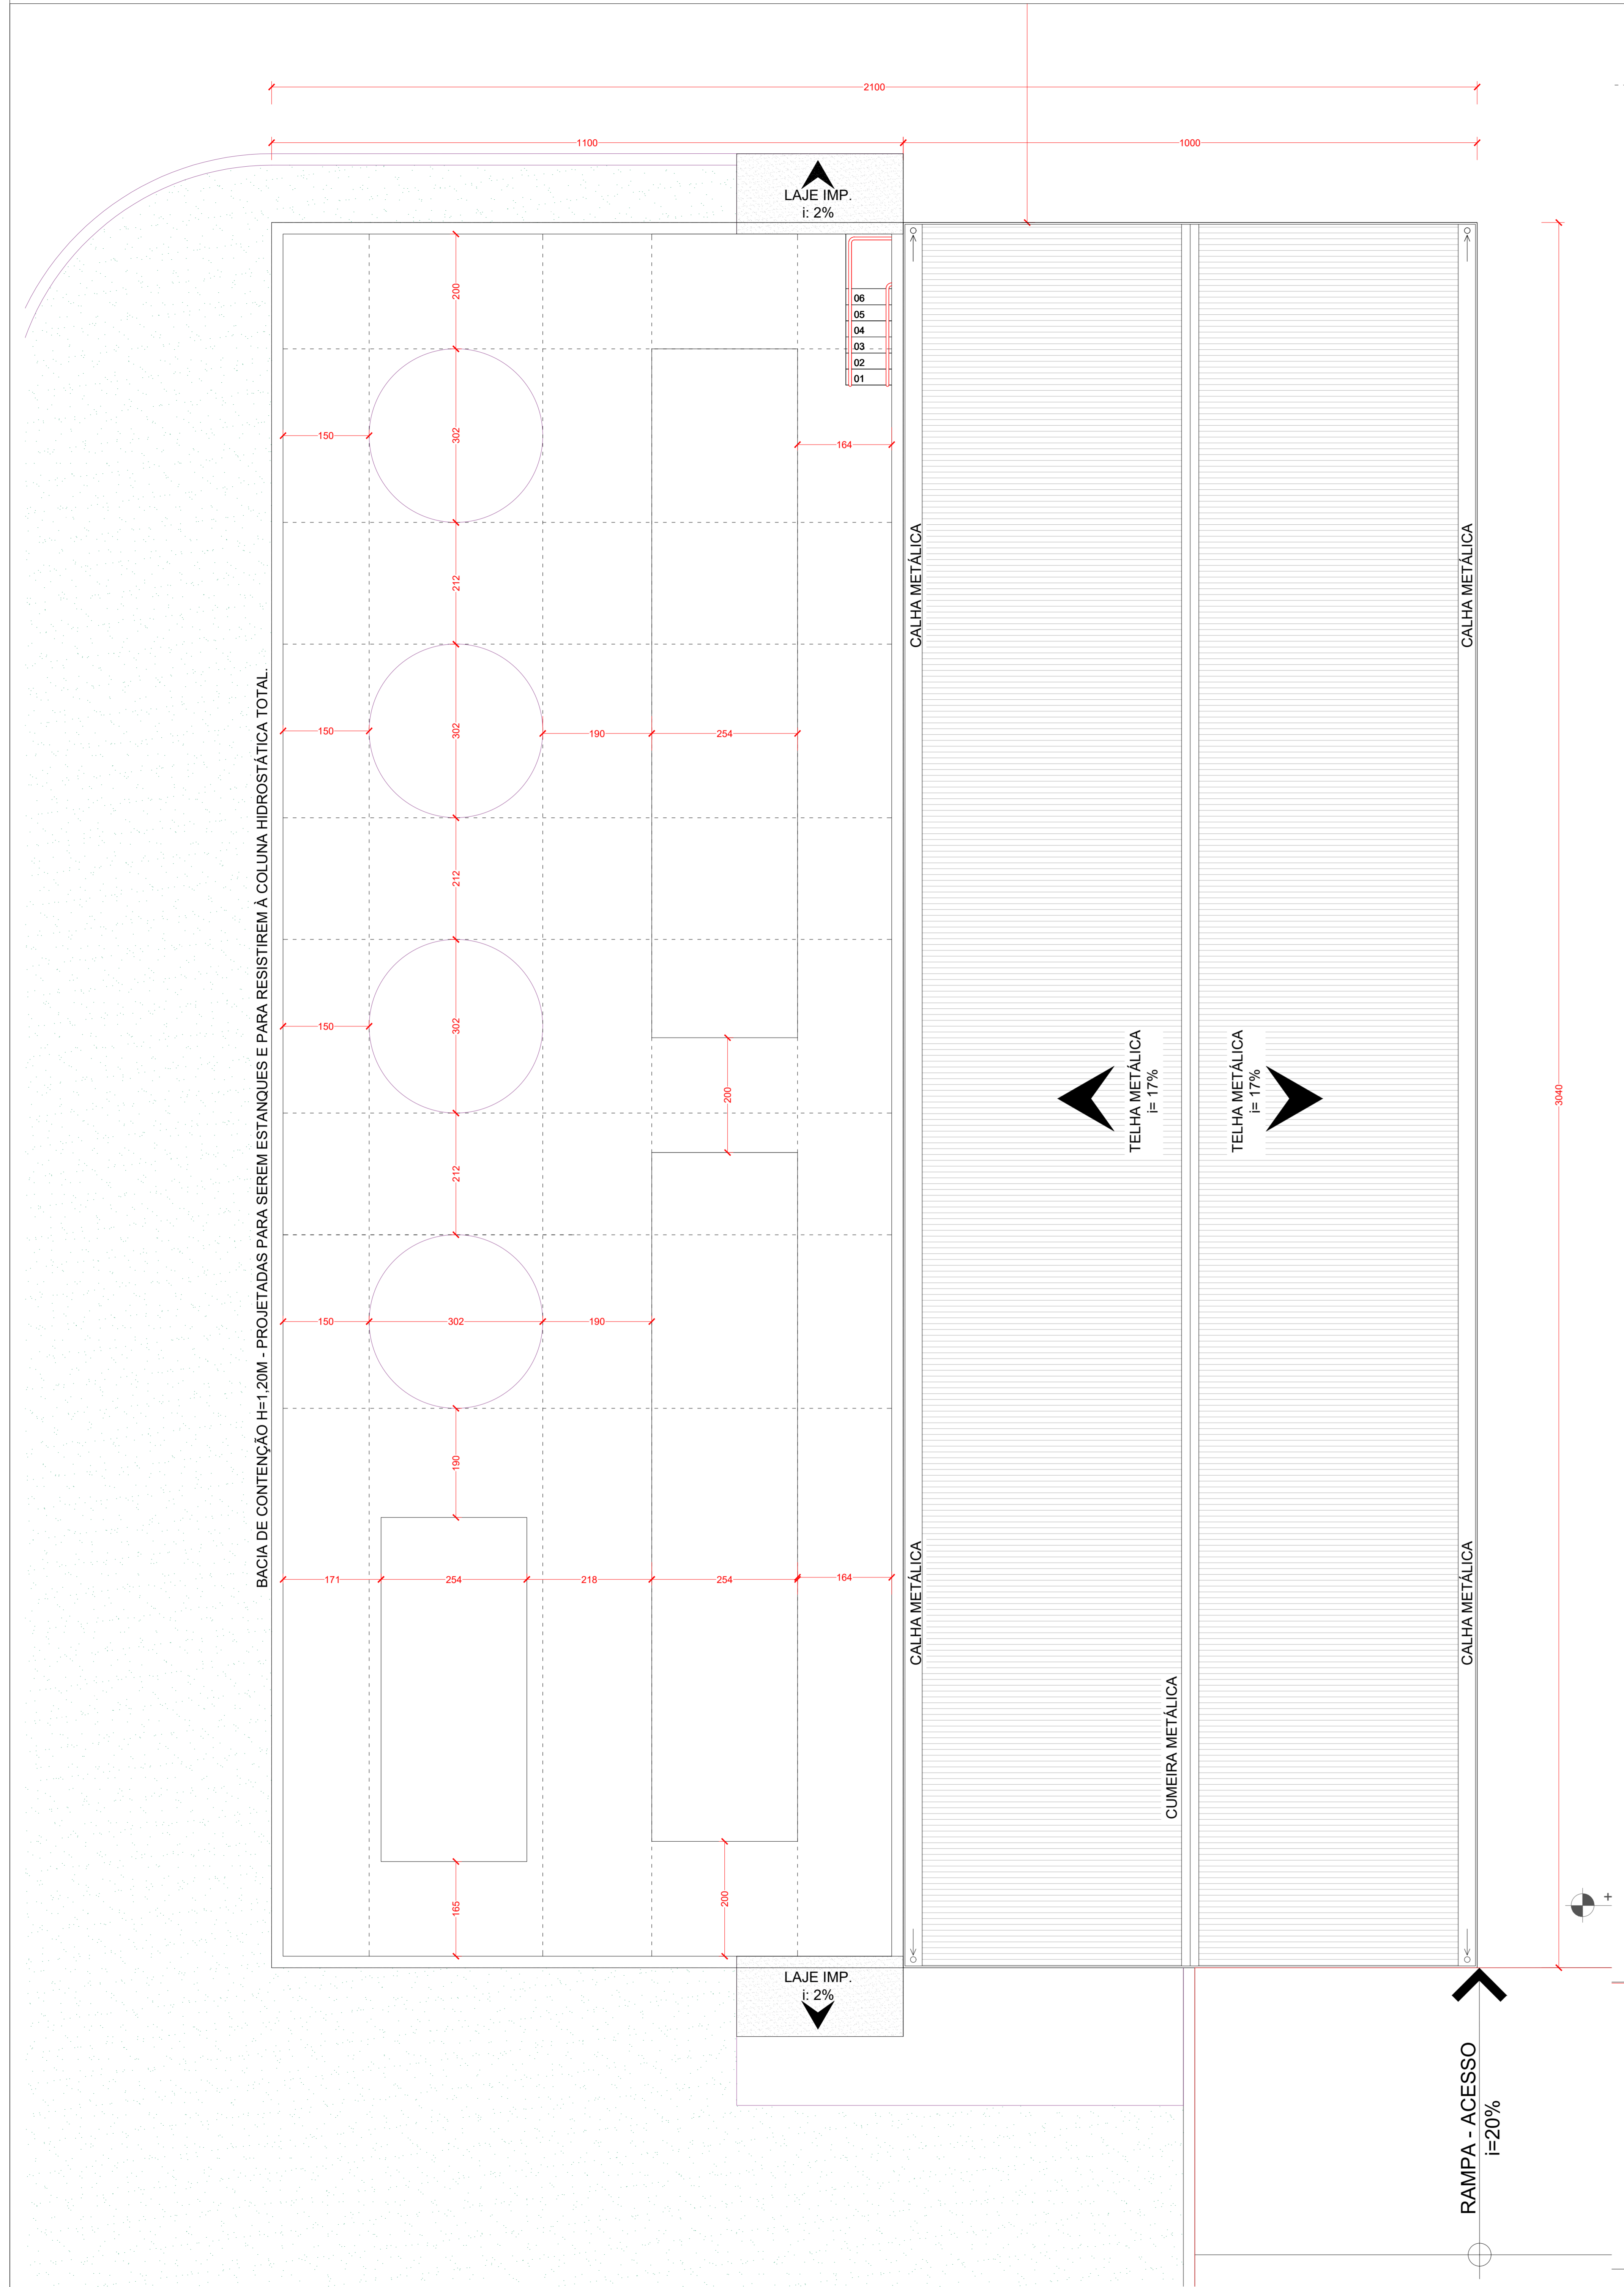 2100
1100
1000
LAJE IMP.
i: 2%
200
06
05
04
03
02
01
150
302
164
CALHA METÁLICA
CALHA METÁLICA
212
BACIA DE CONTENÇÃO H=1,20M - PROJETADAS PARA SEREM ESTANQUES E PARA RESISTIREM À COLUNA HIDROSTÁTICA TOTAL.
150
302
190
254
212
150
302
200
TELHA METÁLICA
i= 17%
TELHA METÁLICA
i= 17%
3040
212
150
302
190
190
171
254
218
254
164
CALHA METÁLICA
CALHA METÁLICA
CUMEIRA METÁLICA
165
200
+
LAJE IMP.
i: 2%
RAMPA - ACESSO
i=20%